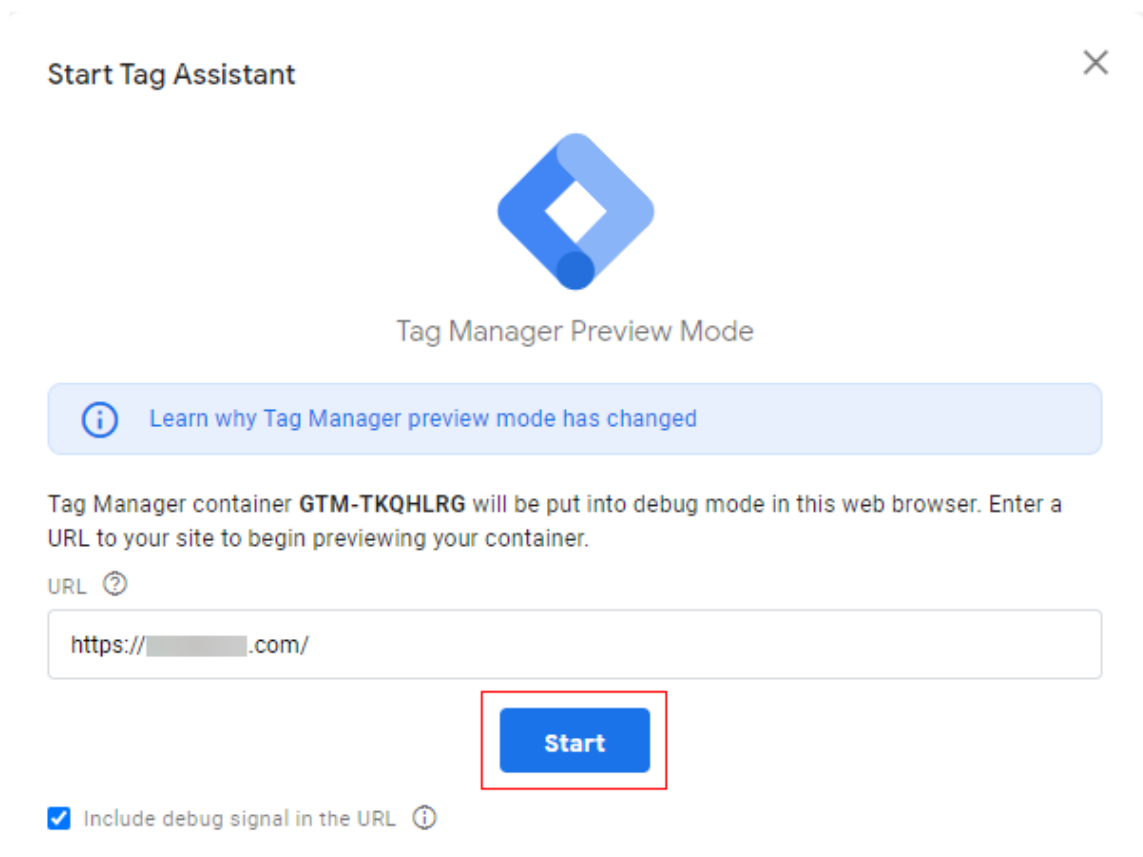 Start Tag Assistant
Tag Manager Preview Mode
Learn why Tag Manager preview mode has changed
Tag Manager container GTM-TKQHLRG will be put into debug mode in this web browser. Enter a
URL to your site to begin previewing your container.
URL
https:// .com/
Start
Include debug signal in the URL